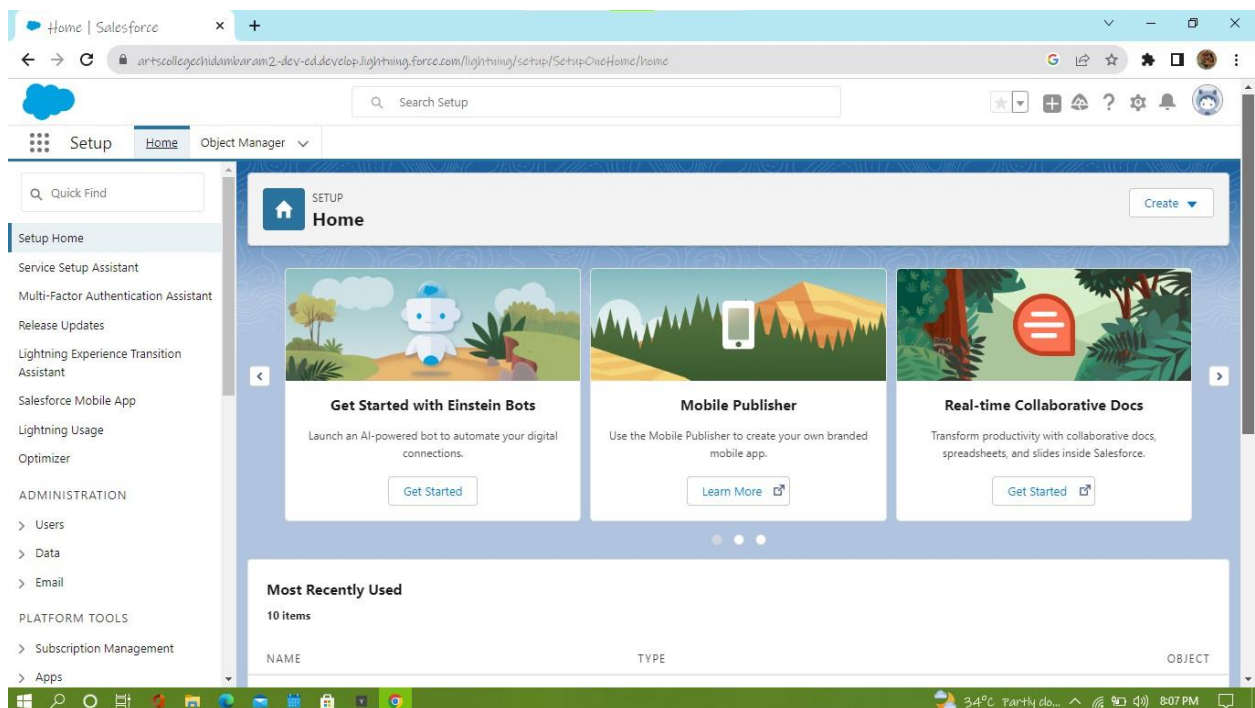 Home | Salesforce
artscollegechidambaram2-dev-ed.develop.lightning.force.com/lightning/setup/SetupOneHome/home
Search Setup
Setup
Home
Object Manager
Quick Find
SETUP
Home
Create
Setup Home
Service Setup Assistant
Multi-Factor Authentication Assistant
Release Updates
Lightning Experience Transition
Assistant
Salesforce Mobile App
Lightning Usage
Optimizer
ADMINISTRATION
Users
Data
Email
PLATFORM TOOLS
Subscription Management
Apps
Get Started with Einstein Bots
Launch an AI-powered bot to automate your digital
connections.
Get Started
Mobile Publisher
Use the Mobile Publisher to create your own branded
mobile app.
Learn More
Real-time Collaborative Docs
Transform productivity with collaborative docs,
spreadsheets, and slides inside Salesforce.
Get Started
Most Recently Used
10 items
NAME TYPE OBJECT
34°C Partly clo... 8:07 PM